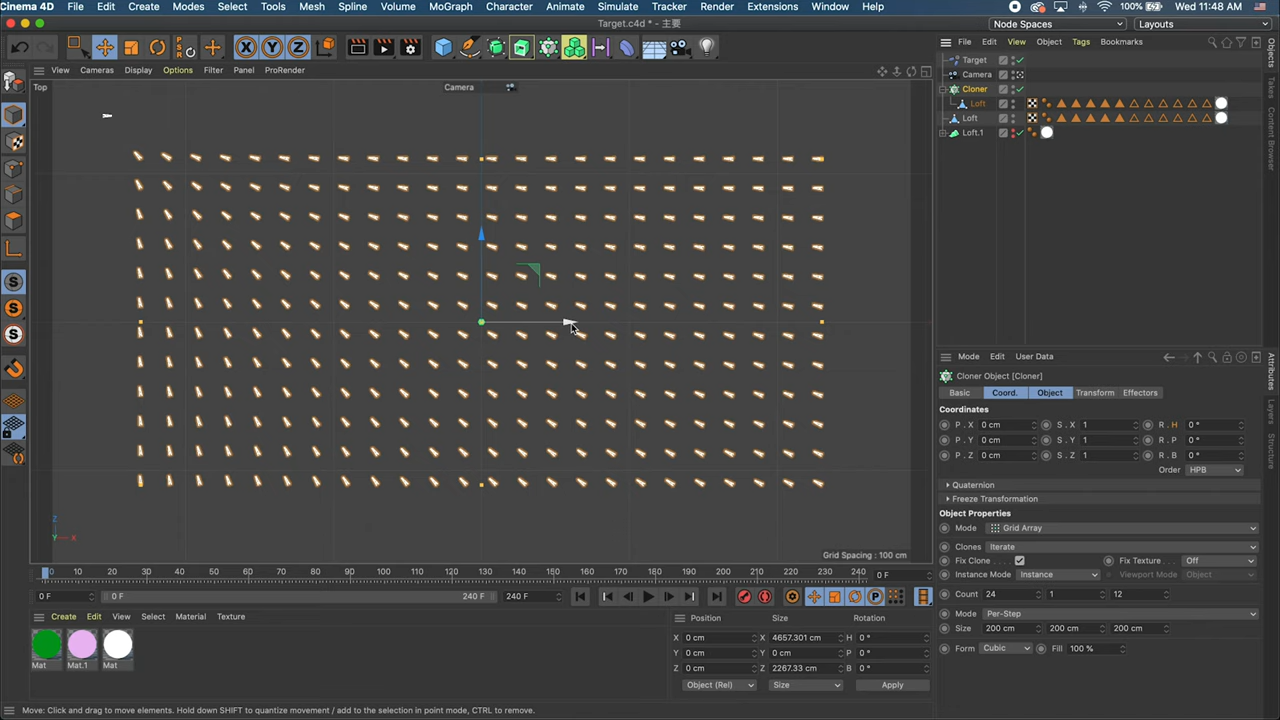 Cinema 4D File Edit Create Modes Select Tools Mesh Spline Volume MoGraph Character Animate Simulate Tracker Render Extensions Window Help 100% Wed 11:48 AM
Target.c4d * - 主要
Node Spaces Layouts
X Y Z PSR
File Edit View Object Tags Bookmarks
View Cameras Display Options Filter Panel ProRender
Top Camera
Target
Camera
Cloner
Loft
Loft
Loft.1
Objects
Takes
Content Browser
Mode Edit User Data
Cloner Object [Cloner]
Basic Coord. Object Transform Effectors
Coordinates
P . X 0 cm S . X 1 R . H 0 °
P . Y 0 cm S . Y 1 R . P 0 °
P . Z 0 cm S . Z 1 R . B 0 °
Order HPB
Quaternion
Freeze Transformation
Object Properties
Mode Grid Array
Clones Iterate
Fix Clone Fix Texture Off
Instance Mode Instance Viewport Mode Object
Count 24 1 12
Mode Per-Step
Size 200 cm 200 cm 200 cm
Form Cubic Fill 100 %
Attributes
Layers
Structure
Z
Y X
Grid Spacing : 100 cm
0 10 20 30 40 50 60 70 80 90 100 110 120 130 140 150 160 170 180 190 200 210 220 230 240 0 F
0 F 0 F 240 F 240 F
Create Edit View Select Material Texture
Mat Mat.1 Mat
Position Size Rotation
X 0 cm X 4657.301 cm H 0 °
Y 0 cm Y 0 cm P 0 °
Z 0 cm Z 2267.33 cm B 0 °
Object (Rel) Size Apply
Move: Click and drag to move elements. Hold down SHIFT to quantize movement / add to the selection in point mode, CTRL to remove.